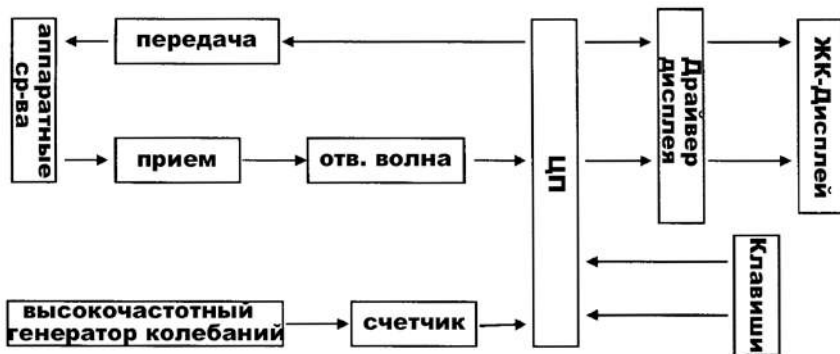 аппаратные
ср-ва
передача
прием
отв. волна
ЦП
Драйвер
дисплея
ЖК-Дисплей
Клавиши
высокочастотный
генератор колебаний
счетчик